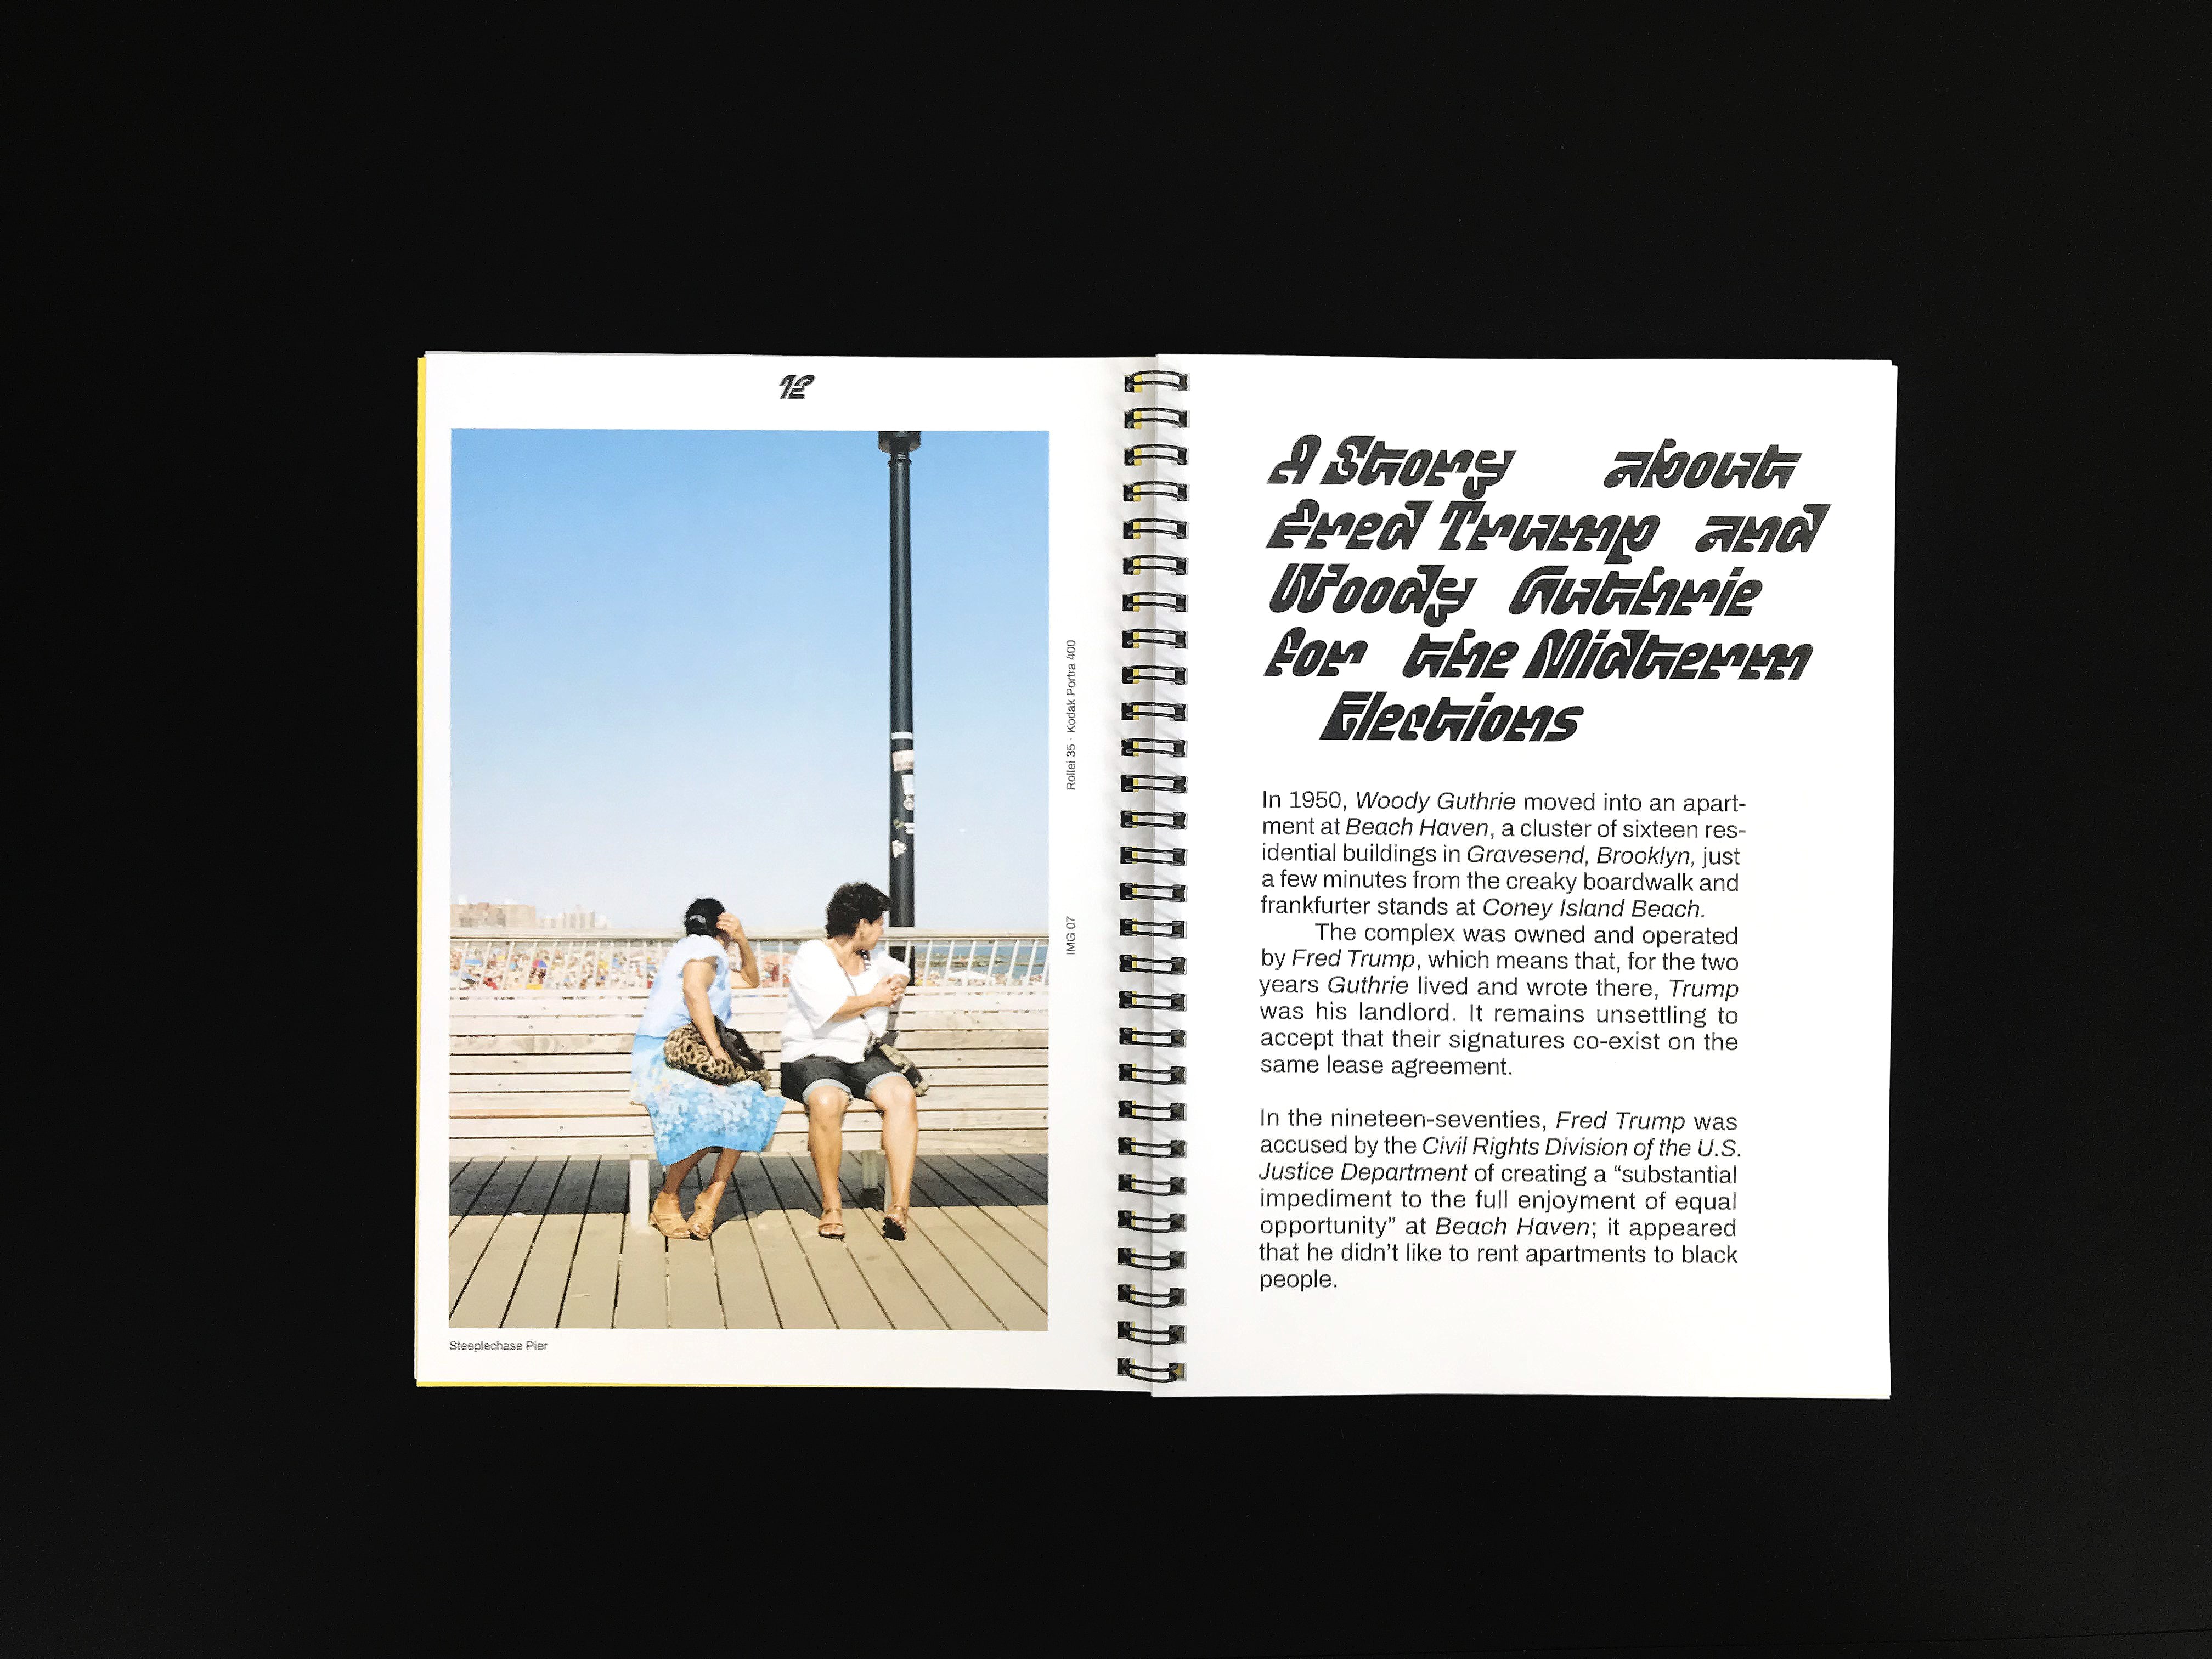 12
Rollei 35 · Kodak Portra 400
IMG 07
Steeplechase Pier
A Story about
Fred Trump and
Woody Guthrie
for the Midterm
Elections
In 1950, Woody Guthrie moved into an apart-
ment at Beach Haven, a cluster of sixteen res-
idential buildings in Gravesend, Brooklyn, just
a few minutes from the creaky boardwalk and
frankfurter stands at Coney Island Beach.
The complex was owned and operated
by Fred Trump, which means that, for the two
years Guthrie lived and wrote there, Trump
was his landlord. It remains unsettling to
accept that their signatures co-exist on the
same lease agreement.
In the nineteen-seventies, Fred Trump was
accused by the Civil Rights Division of the U.S.
Justice Department of creating a “substantial
impediment to the full enjoyment of equal
opportunity” at Beach Haven; it appeared
that he didn’t like to rent apartments to black
people.